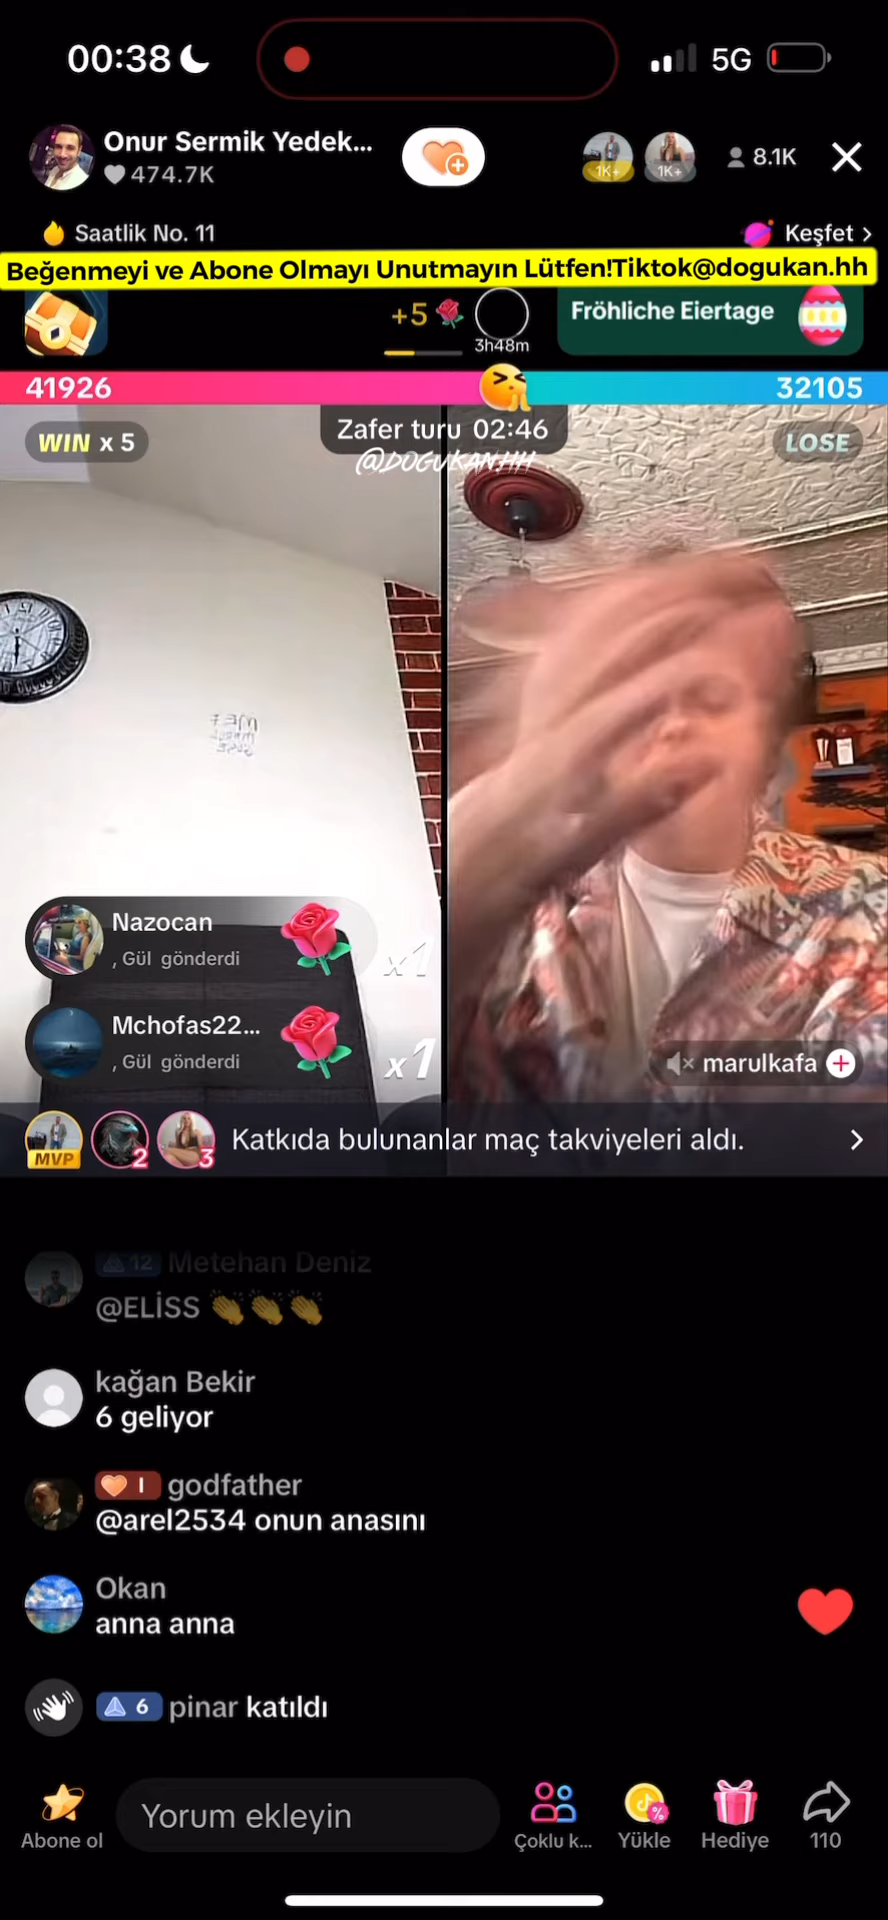 00:38
5G
Onur Sermik Yedek...
474.7K
1K+
1K+
8.1K
Saatlik No. 11
Keşfet >
Beğenmeyi ve Abone Olmayı Unutmayın Lütfen!Tiktok@dogukan.hh
+5
3h48m
Fröhliche Eiertage
41926
32105
WIN x 5
Zafer turu 02:46
LOSE
@DOGUKAN.HH
Nazocan
, Gül gönderdi
x1
Mchofas22...
, Gül gönderdi
x1
marulkafa
MVP
2
3
Katkıda bulunanlar maç takviyeleri aldı.
12 Metehan Deniz
@ELİSS 👏👏👏
kağan Bekir
6 geliyor
I godfather
@arel2534 onun anasını
Okan
anna anna
6 pinar katıldı
Yorum ekleyin
Abone ol
Çoklu k...
Yükle
Hediye
110